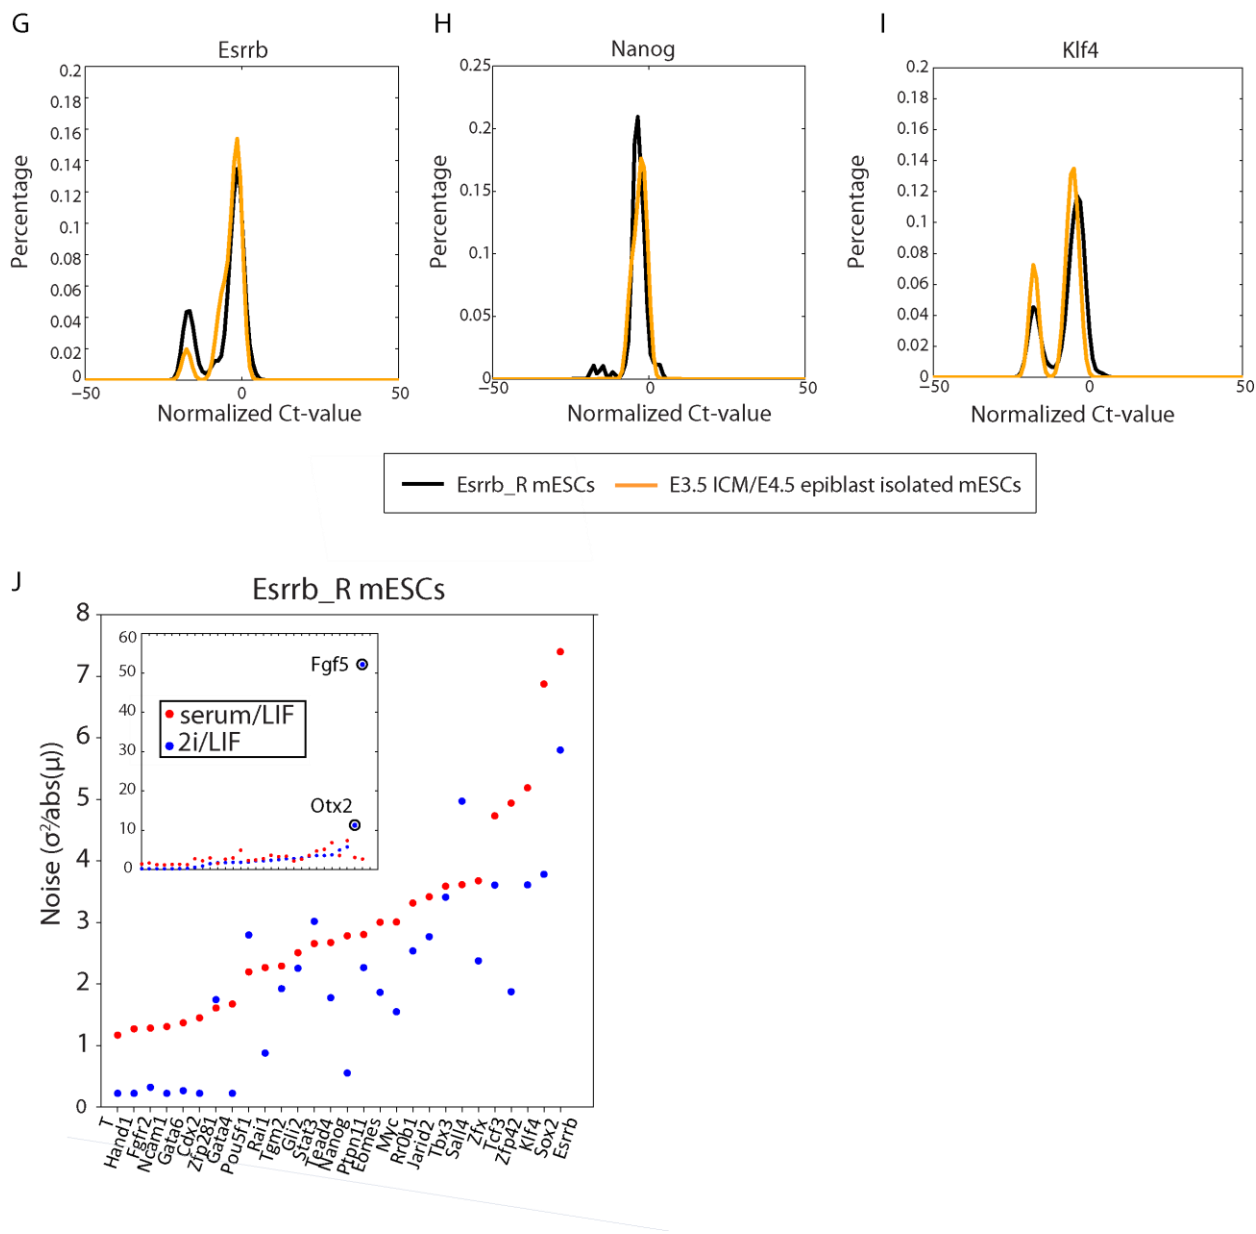 G
Esrrb
0.2
0.18
0.16
0.14
0.12
0.1
0.08
0.06
0.04
0.02
0
Percentage
−50
0
50
Normalized Ct-value
H
Nanog
0.25
0.2
0.15
0.1
0.05
0
Percentage
−50
0
50
Normalized Ct-value
I
Klf4
0.2
0.18
0.16
0.14
0.12
0.1
0.08
0.06
0.04
0.02
0
Percentage
−50
0
50
Normalized Ct-value
Esrrb_R mESCs
E3.5 ICM/E4.5 epiblast isolated mESCs
J
Esrrb_R mESCs
8
7
6
5
4
3
2
1
0
Noise (σ²/abs(μ))
60
50
40
30
20
10
0
Fgf5
serum/LIF
2i/LIF
Otx2
T
Hand1
Fgfr2
Ncam1
Gata6
Cdx2
Zfp281
Gata4
Pou5f1
Rai1
Tgm2
Gli2
Stat3
Tead4
Nanog
Ptpn11
Eomes
Myc
Rr0b1
Jarid2
Tbx3
Sall4
Zfx
Tcf3
Zfp42
Klf4
Sox2
Esrrb